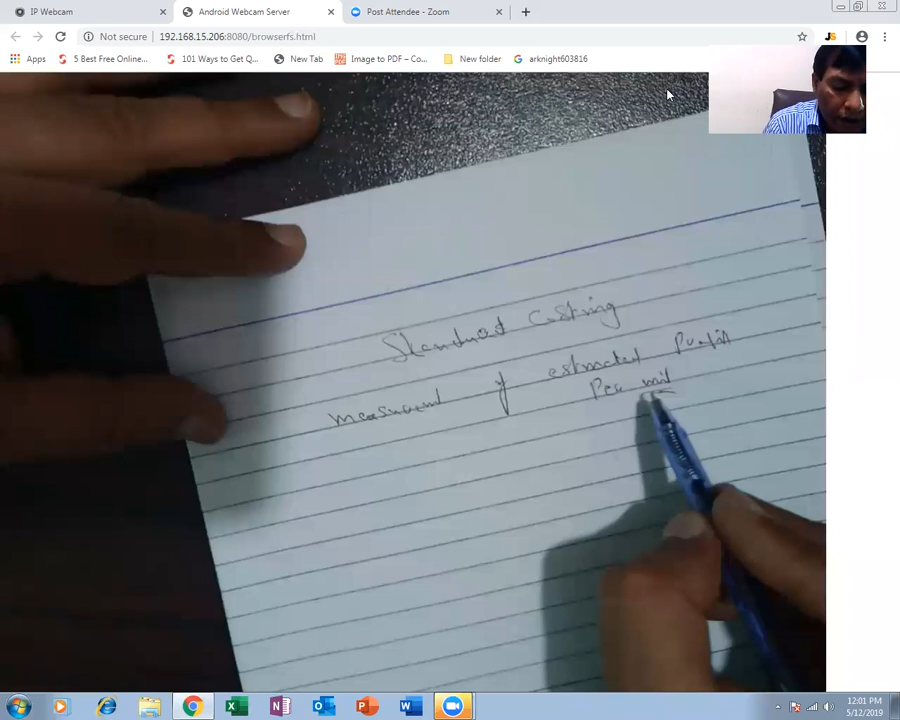 IP Webcam
Android Webcam Server
Post Attendee - Zoom
Not secure 192.168.15.206:8080/browserfs.html
Apps 5 Best Free Onlin... 101 Ways to Get Q... New Tab Image to PDF – Co... New folder arknight603816
Standard Costing
measurement of estimated Profit
Per unit
12:01 PM
5/12/2019